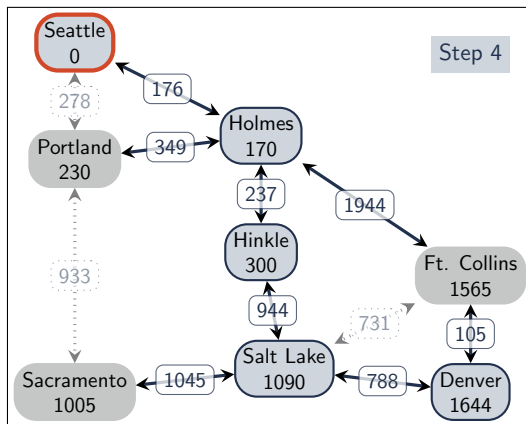 Seattle
0
Step 4
278
176
Holmes
170
Portland
230
349
237
1944
Hinkle
300
933
Ft. Collins
1565
944
731
105
Salt Lake
1090
Sacramento
1005
1045
788
Denver
1644